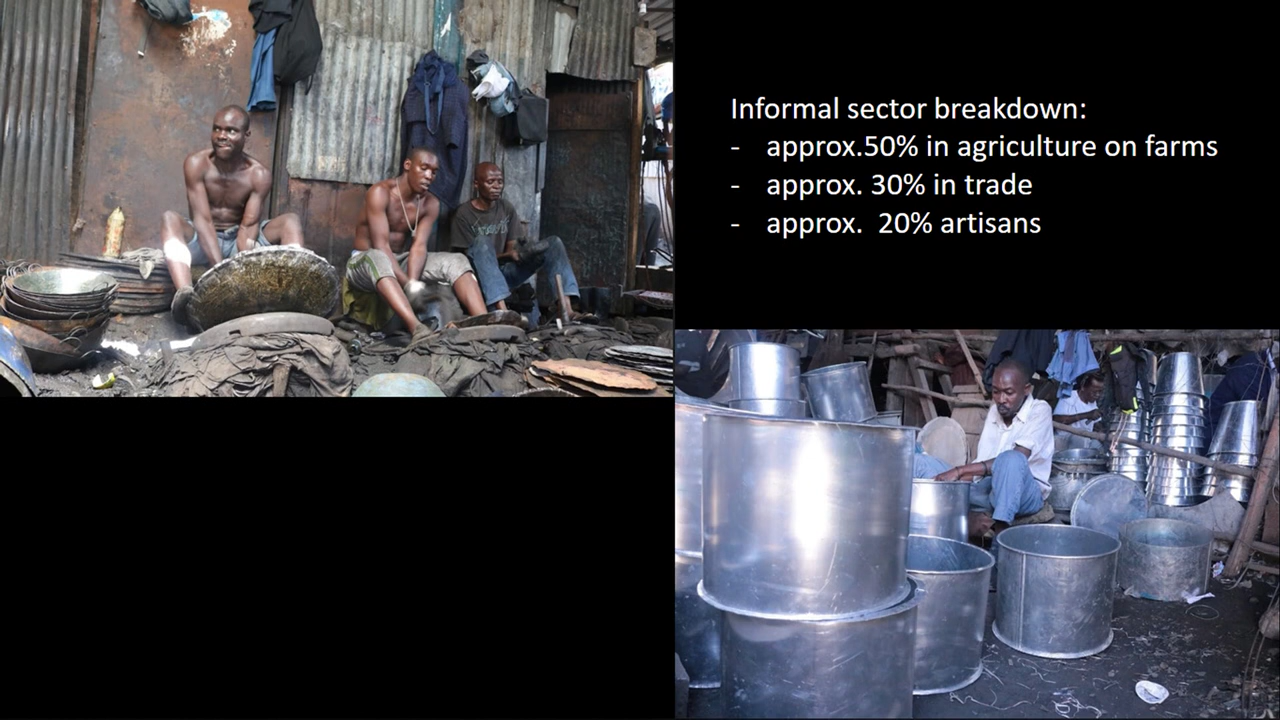 Informal sector breakdown:
- approx.50% in agriculture on farms
- approx. 30% in trade
- approx.  20% artisans